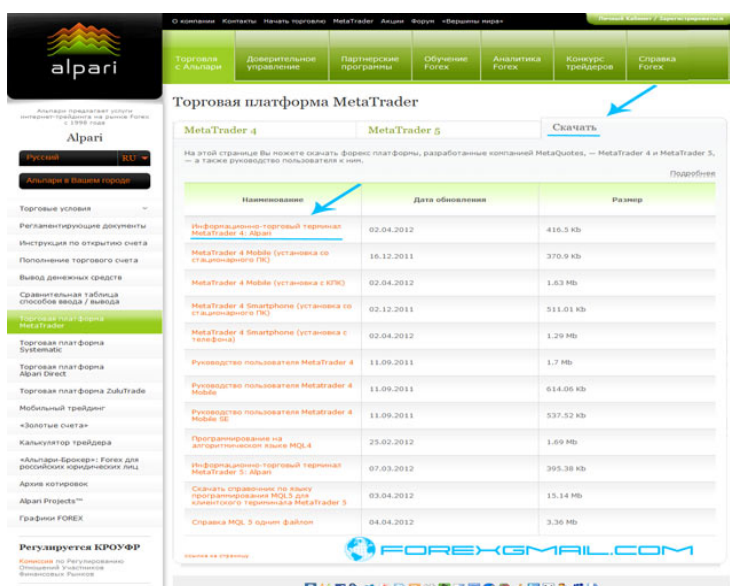 О компании Контакты Начать торговлю MetaTrader Акции Форум «Вершины мира»
Личный Кабинет / Зарегистрироваться
alpari
Торговля с Альпари
Доверительное управление
Партнерские программы
Обучение Forex
Аналитика Forex
Конкурс трейдеров
Справка Forex
Альпари предлагает услуги
интернет-трейдинга на рынке Forex
с 1998 года
Alpari
Русский RU
Альпари в Вашем городе
Торговые условия
Регламентирующие документы
Инструкция по открытию счета
Пополнение торгового счета
Вывод денежных средств
Сравнительная таблица
способов ввода / вывода
Торговая платформа
MetaTrader
Торговая платформа
Systematic
Торговая платформа
Alpari Direct
Торговая платформа ZuluTrade
Мобильный трейдинг
«Золотые счета»
Калькулятор трейдера
«Альпари-Брокер»: Forex для
российских юридических лиц
Архив котировок
Alpari Projects™
Графики FOREX
Регулируется КРОУФР
Комиссия по Регулированию
Отношений Участников
Финансовых Рынков
Торговая платформа MetaTrader
MetaTrader 4 MetaTrader 5 Скачать
На этой странице Вы можете скачать форекс платформы, разработанные компанией MetaQuotes, — MetaTrader 4 и MetaTrader 5,
— а также руководство пользователя к ним.
Подробнее
Наименование Дата обновления Размер
Информационно-торговый терминал
MetaTrader 4: Alpari 02.04.2012 416.5 Kb
MetaTrader 4 Mobile (установка со
стационарного ПК) 16.12.2011 370.9 Kb
MetaTrader 4 Mobile (установка с КПК) 02.04.2012 1.63 Mb
MetaTrader 4 Smartphone (установка со
стационарного ПК) 02.12.2011 511.01 Kb
MetaTrader 4 Smartphone (установка с
телефона) 02.04.2012 1.29 Mb
Руководство пользователя MetaTrader 4 11.09.2011 1.7 Mb
Руководство пользователя Metatrader 4
Mobile 11.09.2011 614.06 Kb
Руководство пользователя Metatrader 4
Mobile SE 11.09.2011 537.52 Kb
Программирование на
алгоритмическом языке MQL4 25.02.2012 1.69 Mb
Информационно-торговый терминал
MetaTrader 5: Alpari 07.03.2012 395.38 Kb
Скачать справочник по языку
программирования MQL5 для
клиентского терминала MetaTrader 5 03.04.2012 15.14 Mb
Справка MQL 5 одним файлом 04.04.2012 3.36 Mb
ссылка на страницу
FOREXGMAIL.COM